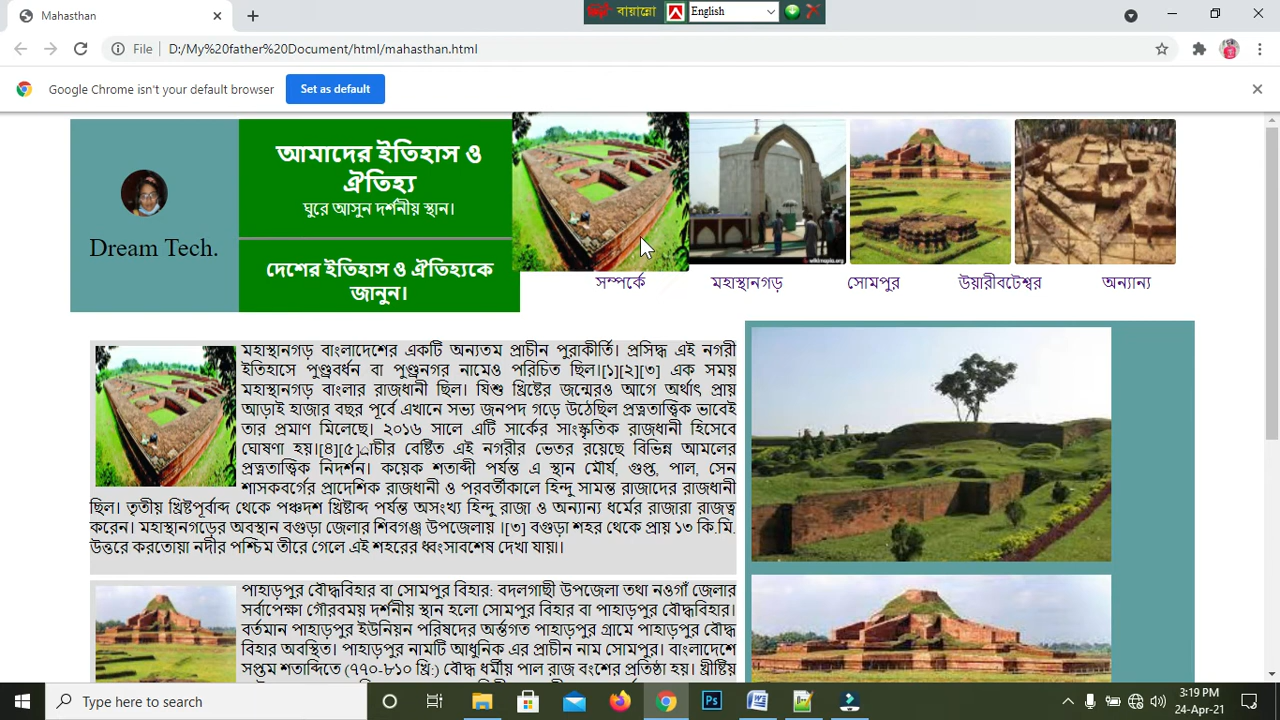 Mahasthan
বায়ান্নো
English
File
D:/My%20father%20Document/html/mahasthan.html
Google Chrome isn't your default browser
Set as default
Dream Tech.
আমাদের ইতিহাস ও
ঐতিহ্য
ঘুরে আসুন দর্শনীয় স্থান।
দেশের ইতিহাস ও ঐতিহ্যকে
জানুন।
সম্পর্কে
মহাস্থানগড়
সোমপুর
উয়ারীবটেশ্বর
অন্যান্য
মহাস্থানগড় বাংলাদেশের একটি অন্যতম প্রাচীন পুরাকীর্তি। প্রসিদ্ধ এই নগরী
ইতিহাসে পুণ্ড্রবর্ধন বা পুণ্ড্রনগর নামেও পরিচিত ছিল।[১][২][৩] এক সময়
মহাস্থানগড় বাংলার রাজধানী ছিল। যিশু খ্রিষ্টের জন্মেরও আগে অর্থাৎ প্রায়
আড়াই হাজার বছর পূর্বে এখানে সভ্য জনপদ গড়ে উঠেছিল প্রত্নতাত্ত্বিক ভাবেই
তার প্রমাণ মিলেছে। ২০১৬ সালে এটি সার্কের সাংস্কৃতিক রাজধানী হিসেবে
ঘোষণা হয়।[৪][৫]্রাচীর বেষ্টিত এই নগরীর ভেতর রয়েছে বিভিন্ন আমলের
প্রত্নতাত্ত্বিক নিদর্শন। কয়েক শতাব্দী পর্যন্ত এ স্থান মৌর্য, গুপ্ত, পাল, সেন
শাসকবর্গের প্রাদেশিক রাজধানী ও পরবর্তীকালে হিন্দু সামন্ত রাজাদের রাজধানী
ছিল। তৃতীয় খ্রিষ্টপূর্বাব্দ থেকে পঞ্চদশ খ্রিষ্টাব্দ পর্যন্ত অসংখ্য হিন্দু রাজা ও অন্যান্য ধর্মের রাজারা রাজত্ব
করেন। মহাস্থানগড়ের অবস্থান বগুড়া জেলার শিবগঞ্জ উপজেলায় ।[৩] বগুড়া শহর থেকে প্রায় ১৩ কি.মি.
উত্তরে করতোয়া নদীর পশ্চিম তীরে গেলে এই শহরের ধ্বংসাবশেষ দেখা যায়।।
পাহাড়পুর বৌদ্ধবিহার বা সোমপুর বিহার: বদলগাছী উপজেলা তথা নওগাঁ জেলার
সর্বাপেক্ষা গৌরবময় দর্শনীয় স্থান হলো সোমপুর বিহার বা পাহাড়পুর বৌদ্ধবিহার।
বর্তমান পাহাড়পুর ইউনিয়ন পরিষদের অর্ন্তগত পাহাড়পুর গ্রামে পাহাড়পুর বৌদ্ধ
বিহার অবস্থিত। পাহাড়পুর নামটি আধুনিক এর প্রাচীন নাম সোমপুর। বাংলাদেশে
সপ্তম শতাব্দিতে (৭৭০-৮১০ খ্রি:) বৌদ্ধ ধর্মীয় পাল রাজ বংশের প্রতিষ্ঠা হয়। খ্রীষ্টিয়
Type here to search
3:19 PM
24-Apr-21